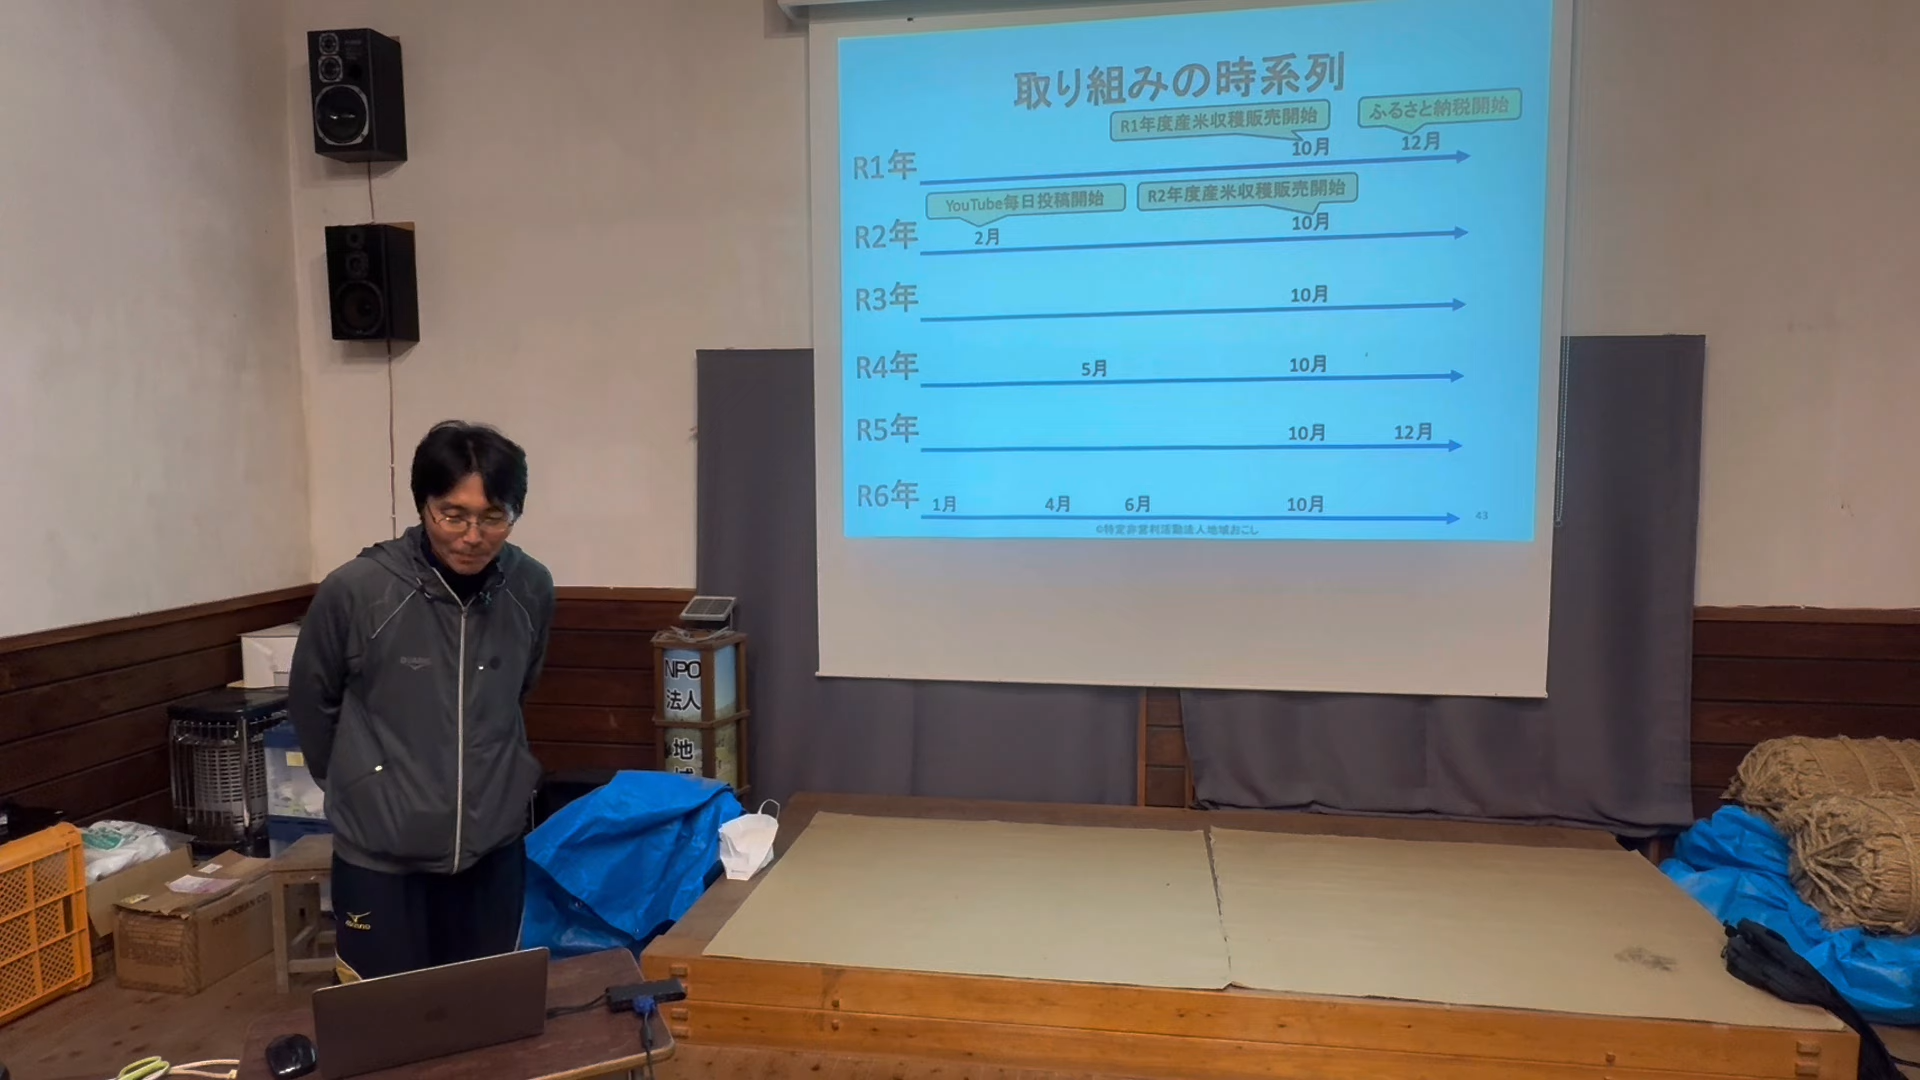 取り組みの時系列
R1年度産米収穫販売開始
ふるさと納税開始
R1年
10月
12月
YouTube毎日投稿開始
R2年度産米収穫販売開始
R2年
2月
10月
R3年
10月
R4年
5月
10月
R5年
10月
12月
R6年
1月
4月
6月
10月
43
©特定非営利活動法人地域おこし
NPO
法人
地
域